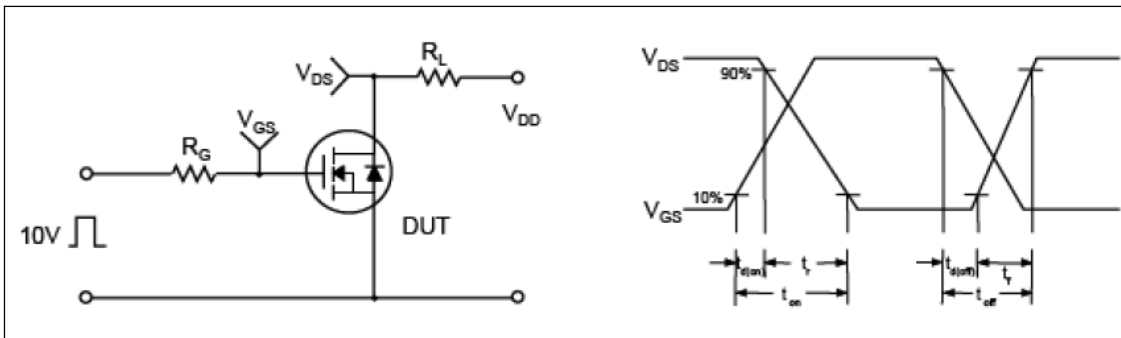 V_DS
R_L
V_DD
V_GS
R_G
10V
DUT
V_DS
90%
10%
V_GS
t_d(on)
t_r
t_on
t_d(off)
t_f
t_off